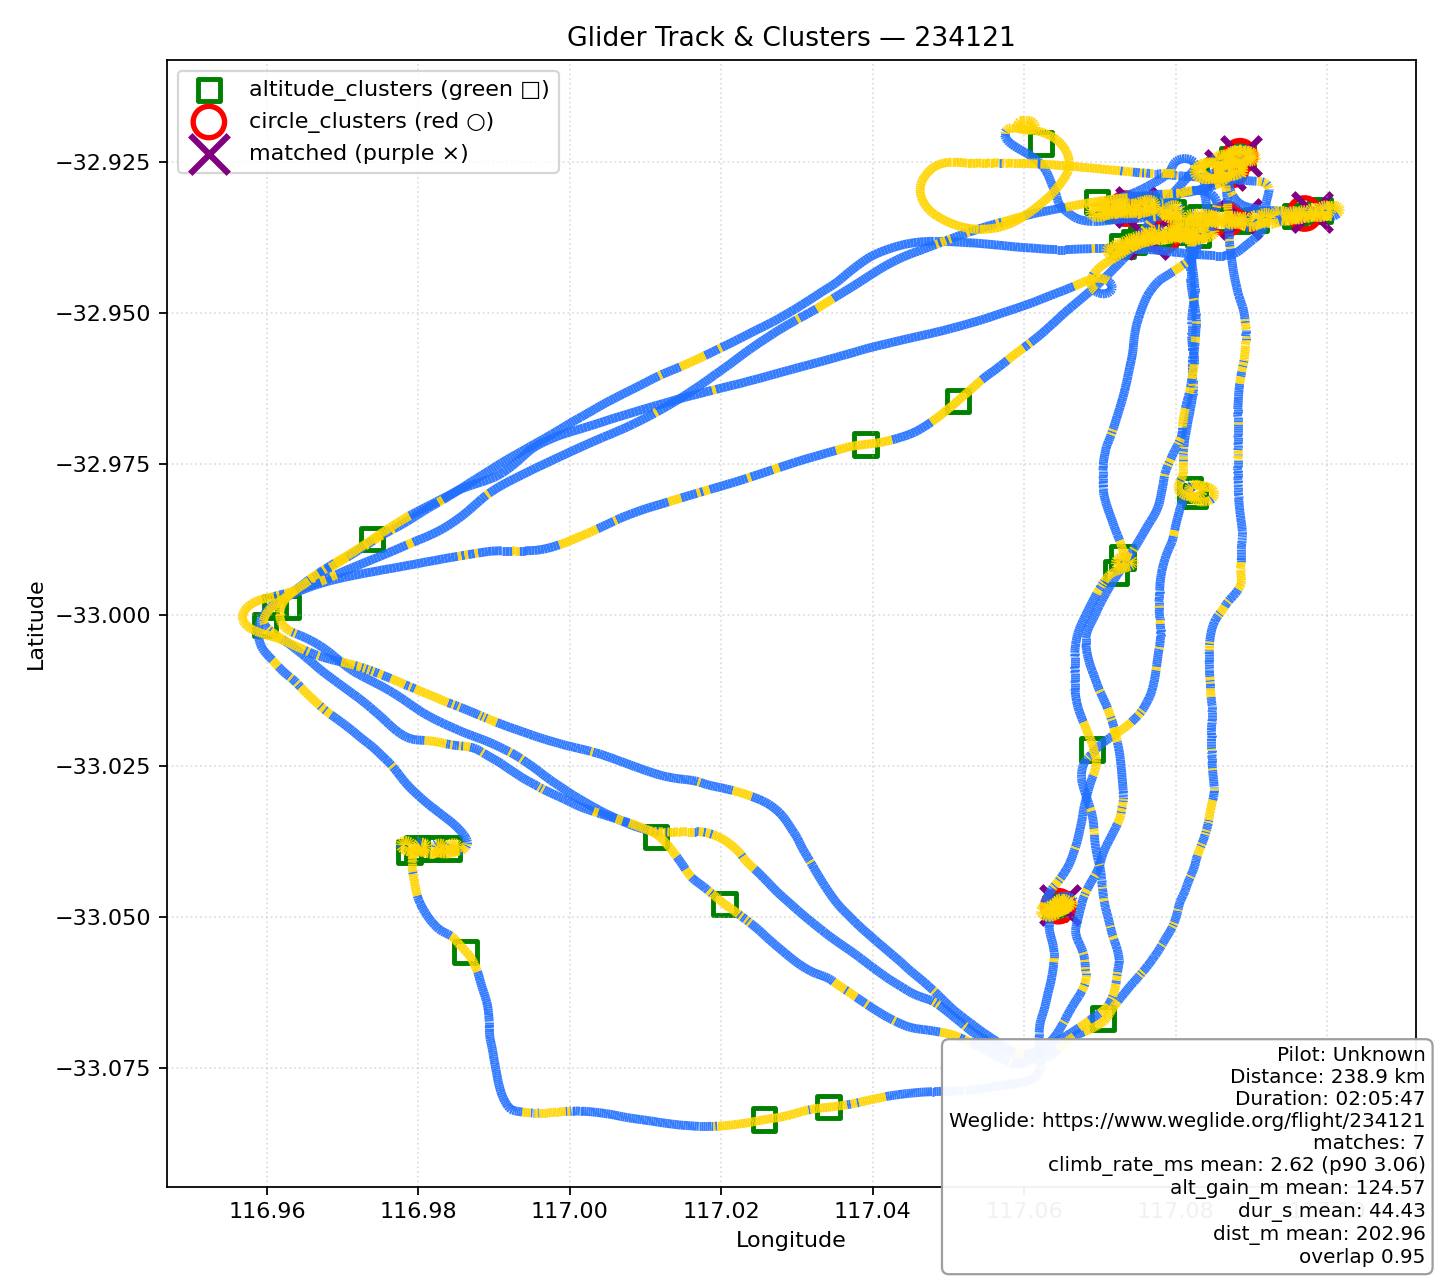 Glider Track & Clusters — 234121
altitude_clusters (green □)
circle_clusters (red ○)
matched (purple ×)
−32.925
−32.950
−32.975
−33.000
−33.025
−33.050
−33.075
Latitude
116.96 116.98 117.00 117.02 117.04 117.06 117.08
Longitude
Pilot: Unknown
Distance: 238.9 km
Duration: 02:05:47
Weglide: https://www.weglide.org/flight/234121
matches: 7
climb_rate_ms mean: 2.62 (p90 3.06)
alt_gain_m mean: 124.57
dur_s mean: 44.43
dist_m mean: 202.96
overlap 0.95